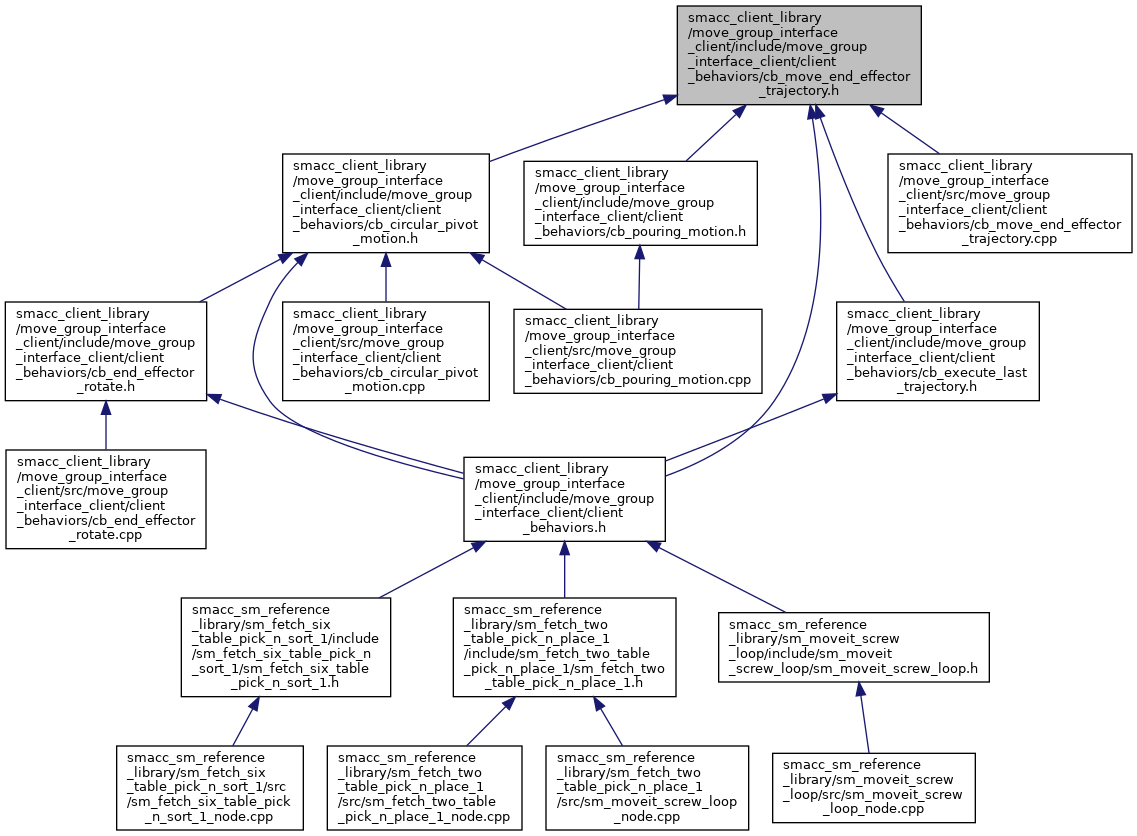 smacc_client_library
/move_group_interface
_client/include/move_group
_interface_client/client
_behaviors/cb_move_end_effector
_trajectory.h
smacc_client_library
/move_group_interface
_client/include/move_group
_interface_client/client
_behaviors/cb_circular_pivot
_motion.h
smacc_client_library
/move_group_interface
_client/include/move_group
_interface_client/client
_behaviors/cb_pouring_motion.h
smacc_client_library
/move_group_interface
_client/src/move_group
_interface_client/client
_behaviors/cb_move_end_effector
_trajectory.cpp
smacc_client_library
/move_group_interface
_client/include/move_group
_interface_client/client
_behaviors/cb_end_effector
_rotate.h
smacc_client_library
/move_group_interface
_client/src/move_group
_interface_client/client
_behaviors/cb_circular_pivot
_motion.cpp
smacc_client_library
/move_group_interface
_client/src/move_group
_interface_client/client
_behaviors/cb_pouring_motion.cpp
smacc_client_library
/move_group_interface
_client/include/move_group
_interface_client/client
_behaviors/cb_execute_last
_trajectory.h
smacc_client_library
/move_group_interface
_client/src/move_group
_interface_client/client
_behaviors/cb_end_effector
_rotate.cpp
smacc_client_library
/move_group_interface
_client/include/move_group
_interface_client/client
_behaviors.h
smacc_sm_reference
_library/sm_fetch_six
_table_pick_n_sort_1/include
/sm_fetch_six_table_pick_n
_sort_1/sm_fetch_six_table
_pick_n_sort_1.h
smacc_sm_reference
_library/sm_fetch_two
_table_pick_n_place_1
/include/sm_fetch_two_table
_pick_n_place_1/sm_fetch_two
_table_pick_n_place_1.h
smacc_sm_reference
_library/sm_moveit_screw
_loop/include/sm_moveit
_screw_loop/sm_moveit_screw_loop.h
smacc_sm_reference
_library/sm_fetch_six
_table_pick_n_sort_1/src
/sm_fetch_six_table_pick
_n_sort_1_node.cpp
smacc_sm_reference
_library/sm_fetch_two
_table_pick_n_place_1
/src/sm_fetch_two_table
_pick_n_place_1_node.cpp
smacc_sm_reference
_library/sm_fetch_two
_table_pick_n_place_1
/src/sm_moveit_screw_loop
_node.cpp
smacc_sm_reference
_library/sm_moveit_screw
_loop/src/sm_moveit_screw
_loop_node.cpp